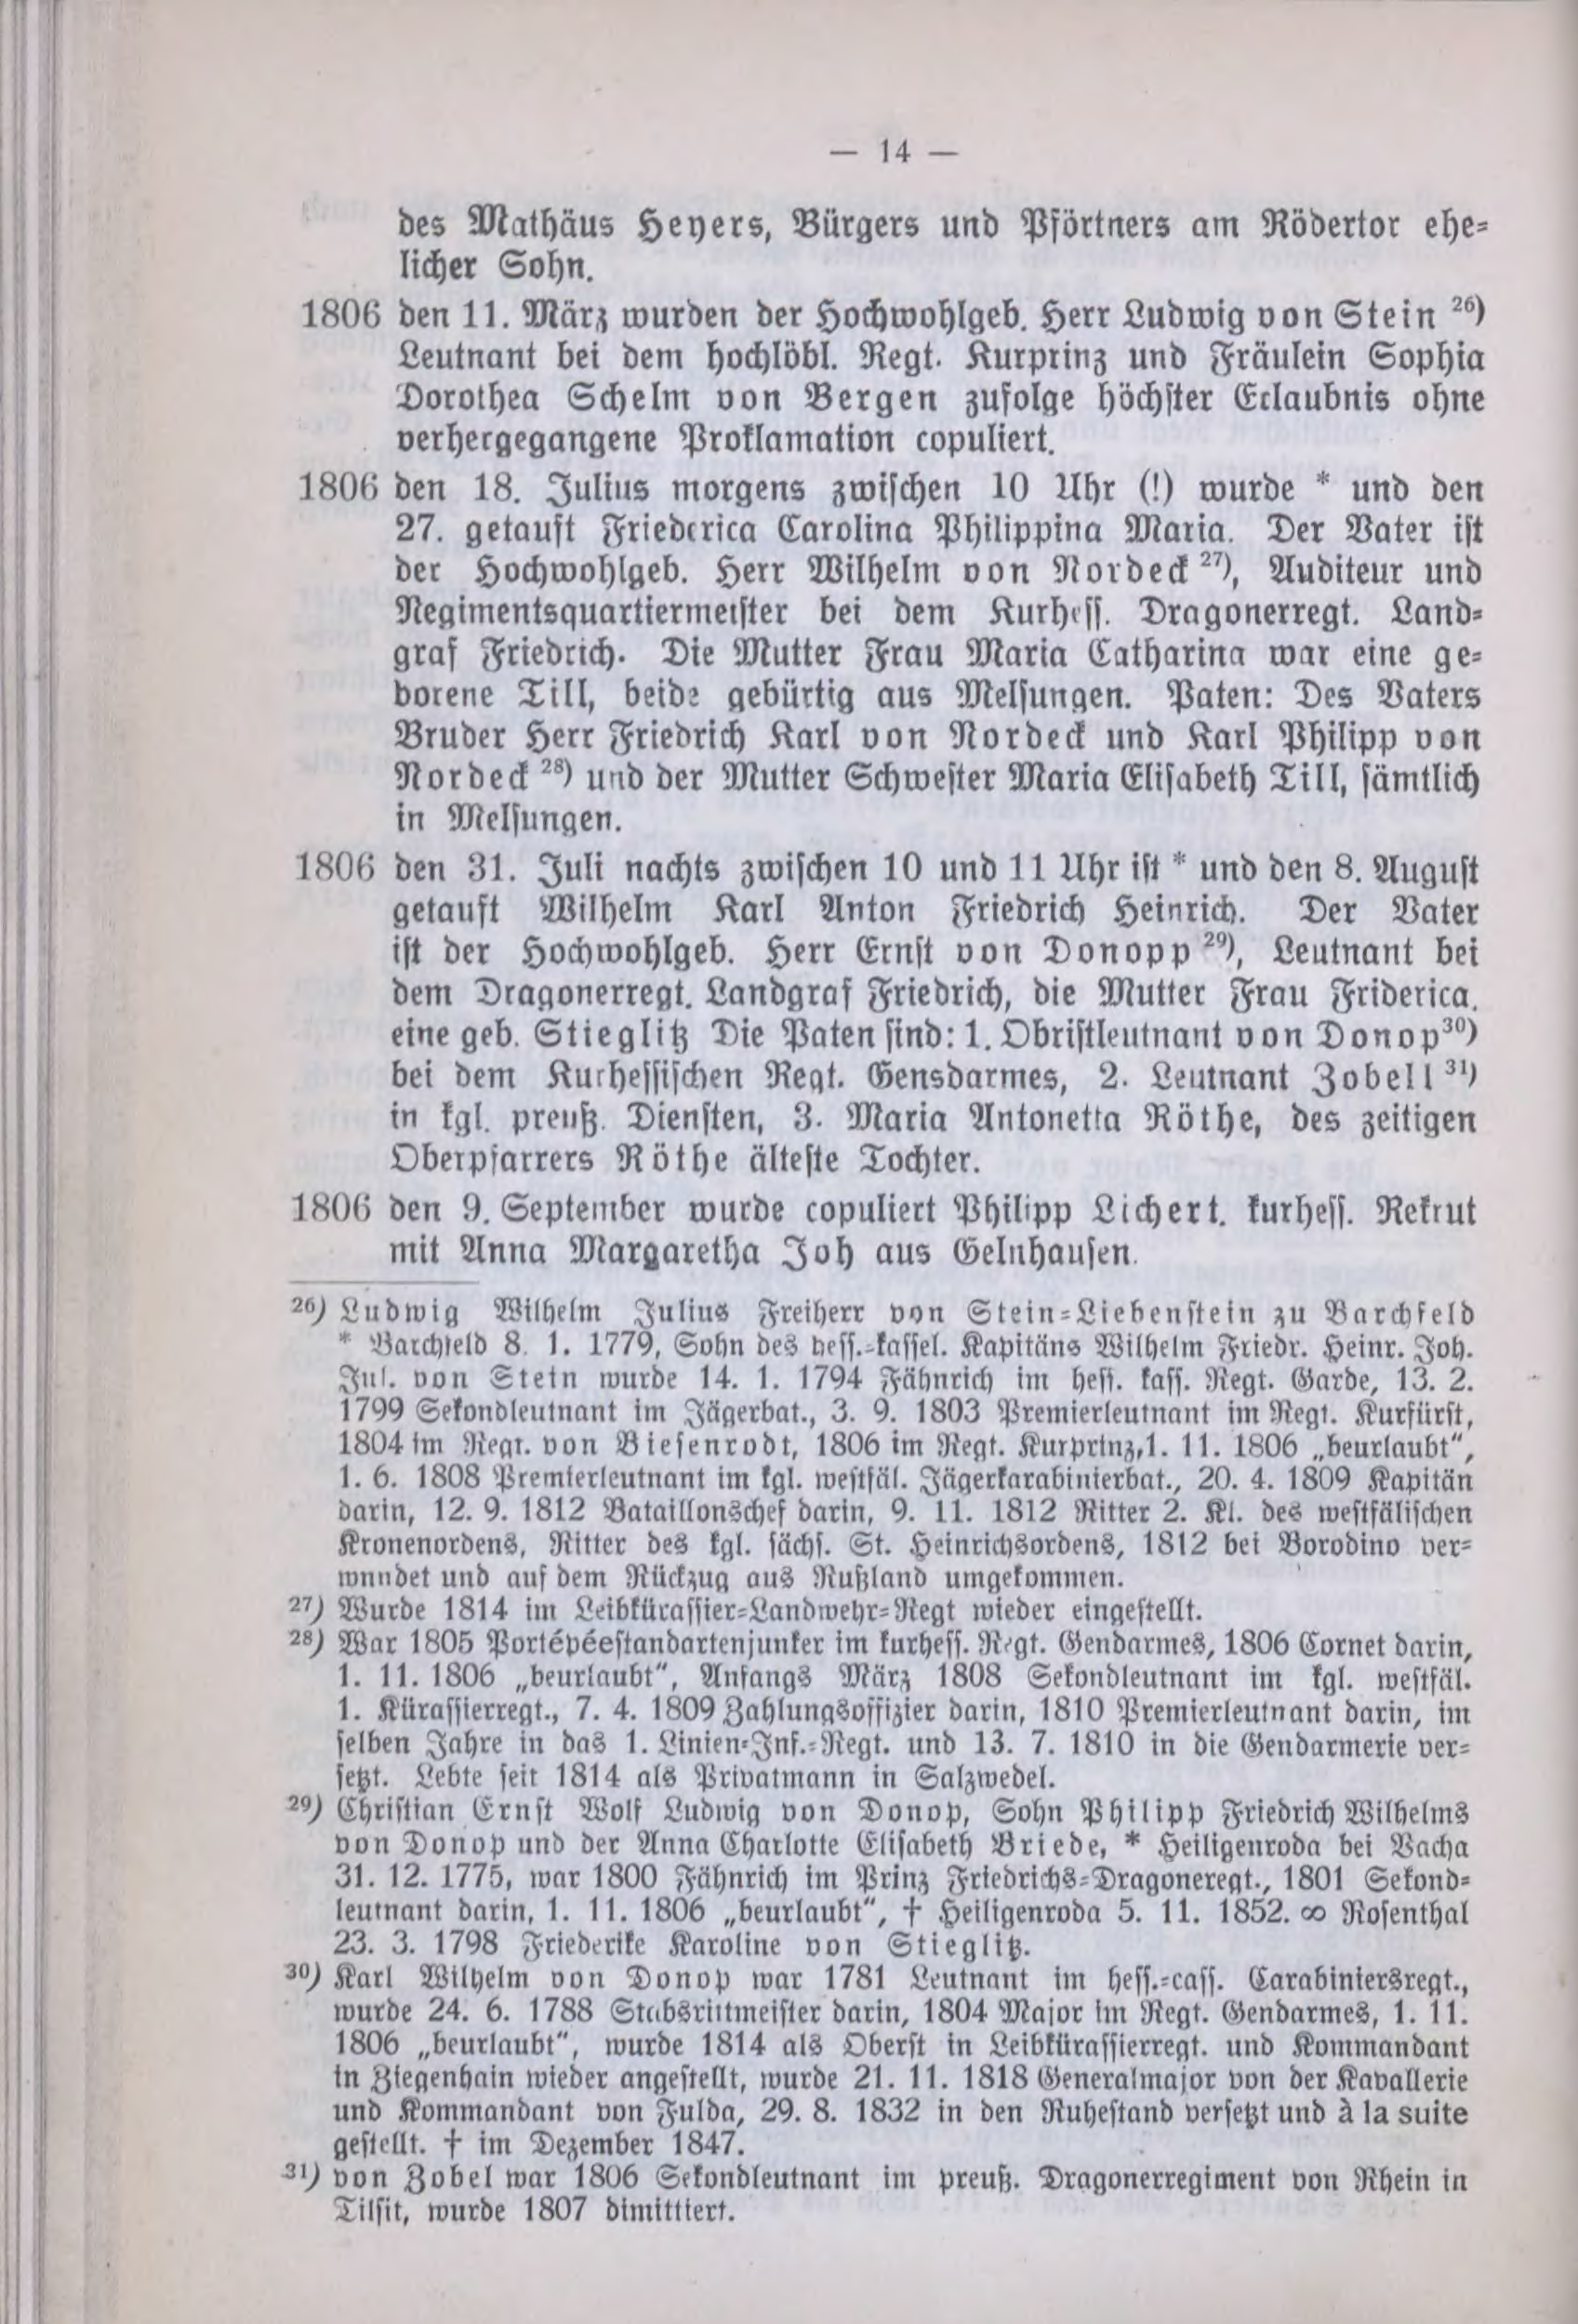 — 14 —
des Mathäus Heyers, Bürgers und Pförtners am Rödertor ehe=
licher Sohn.
1806 den 11. März wurden der Hochwohlgeb. Herr Ludwig von Stein 26)
Leutnant bei dem hochlöbl. Regt. Kurprinz und Fräulein Sophia
Dorothea Schelm von Bergen zufolge höchster Erlaubnis ohne
verhergegangene Proklamation copuliert.
1806 den 18. Julius morgens zwischen 10 Uhr (!) wurde * und den
27. getauft Friederica Carolina Philippina Maria. Der Vater ist
der Hochwohlgeb. Herr Wilhelm von Nordeck 27), Auditeur und
Regimentsquartiermeister bei dem Kurhess. Dragonerregt. Land=
graf Friedrich. Die Mutter Frau Maria Catharina war eine ge=
borene Till, beide gebürtig aus Melsungen. Paten: Des Vaters
Bruder Herr Friedrich Karl von Nordeck und Karl Philipp von
Nordeck 28) und der Mutter Schwester Maria Elisabeth Till, sämtlich
in Melsungen.
1806 den 31. Juli nachts zwischen 10 und 11 Uhr ist * und den 8. August
getauft Wilhelm Karl Anton Friedrich Heinrich. Der Vater
ist der Hochwohlgeb. Herr Ernst von Donopp 29), Leutnant bei
dem Dragonerregt. Landgraf Friedrich, die Mutter Frau Friderica,
eine geb. Stieglitz Die Paten sind: 1. Obristleutnant von Donop 30)
bei dem Kurhessischen Regt. Gensdarmes, 2. Leutnant Zobell 31)
in kgl. preuß. Diensten, 3. Maria Antonetta Röthe, des zeitigen
Oberpfarrers Röthe älteste Tochter.
1806 den 9. September wurde copuliert Philipp Lichert. kurhess. Rekrut
mit Anna Margaretha Joh aus Gelnhausen.
26) Ludwig Wilhelm Julius Freiherr von Stein=Liebenstein zu Barchfeld
* Barchfeld 8. 1. 1779, Sohn des hess.=kassel. Kapitäns Wilhelm Friedr. Heinr. Joh.
Jul. von Stein wurde 14. 1. 1794 Fähnrich im hess. kass. Regt. Garde, 13. 2.
1799 Sekondleutnant im Jägerbat., 3. 9. 1803 Premierleutnant im Regt. Kurfürst,
1804 im Regt. von Biesenrodt, 1806 im Regt. Kurprinz, 1. 11. 1806 „beurlaubt“,
1. 6. 1808 Premierleutnant im kgl. westfäl. Jägerkarabinierbat., 20. 4. 1809 Kapitän
darin, 12. 9. 1812 Bataillonschef darin, 9. 11. 1812 Ritter 2. Kl. des westfälischen
Kronenordens, Ritter des kgl. sächs. St. Heinrichsordens, 1812 bei Borodino ver=
wundet und auf dem Rückzug aus Rußland umgekommen.
27) Wurde 1814 im Leibkürassier=Landwehr=Regt wieder eingestellt.
28) War 1805 Portépéestandartenjunker im kurhess. Regt. Gendarmes, 1806 Cornet darin,
1. 11. 1806 „beurlaubt“, Anfangs März 1808 Sekondleutnant im kgl. westfäl.
1. Kürassierregt., 7. 4. 1809 Zahlungsoffizier darin, 1810 Premierleutnant darin, im
selben Jahre in das 1. Linien=Inf.=Regt. und 13. 7. 1810 in die Gendarmerie ver=
setzt. Lebte seit 1814 als Privatmann in Salzwedel.
29) Christian Ernst Wolf Ludwig von Donop, Sohn Philipp Friedrich Wilhelms
von Donop und der Anna Charlotte Elisabeth Briede, * Heiligenroda bei Vacha
31. 12. 1775, war 1800 Fähnrich im Prinz Friedrichs=Dragoneregt., 1801 Sekond=
leutnant darin, 1. 11. 1806 „beurlaubt“, † Heiligenroda 5. 11. 1852. ∞ Rosenthal
23. 3. 1798 Friederike Karoline von Stieglitz.
30) Karl Wilhelm von Donop war 1781 Leutnant im hess.=cass. Carabiniersregt.,
wurde 24. 6. 1788 Stabsrittmeister darin, 1804 Major im Regt. Gendarmes, 1. 11.
1806 „beurlaubt“, wurde 1814 als Oberst in Leibkürassierregt. und Kommandant
in Ziegenhain wieder angestellt, wurde 21. 11. 1818 Generalmajor von der Kavallerie
und Kommandant von Fulda, 29. 8. 1832 in den Ruhestand versetzt und à la suite
gestellt. † im Dezember 1847.
31) von Zobel war 1806 Sekondleutnant im preuß. Dragonerregiment von Rhein in
Tilsit, wurde 1807 dimittiert.